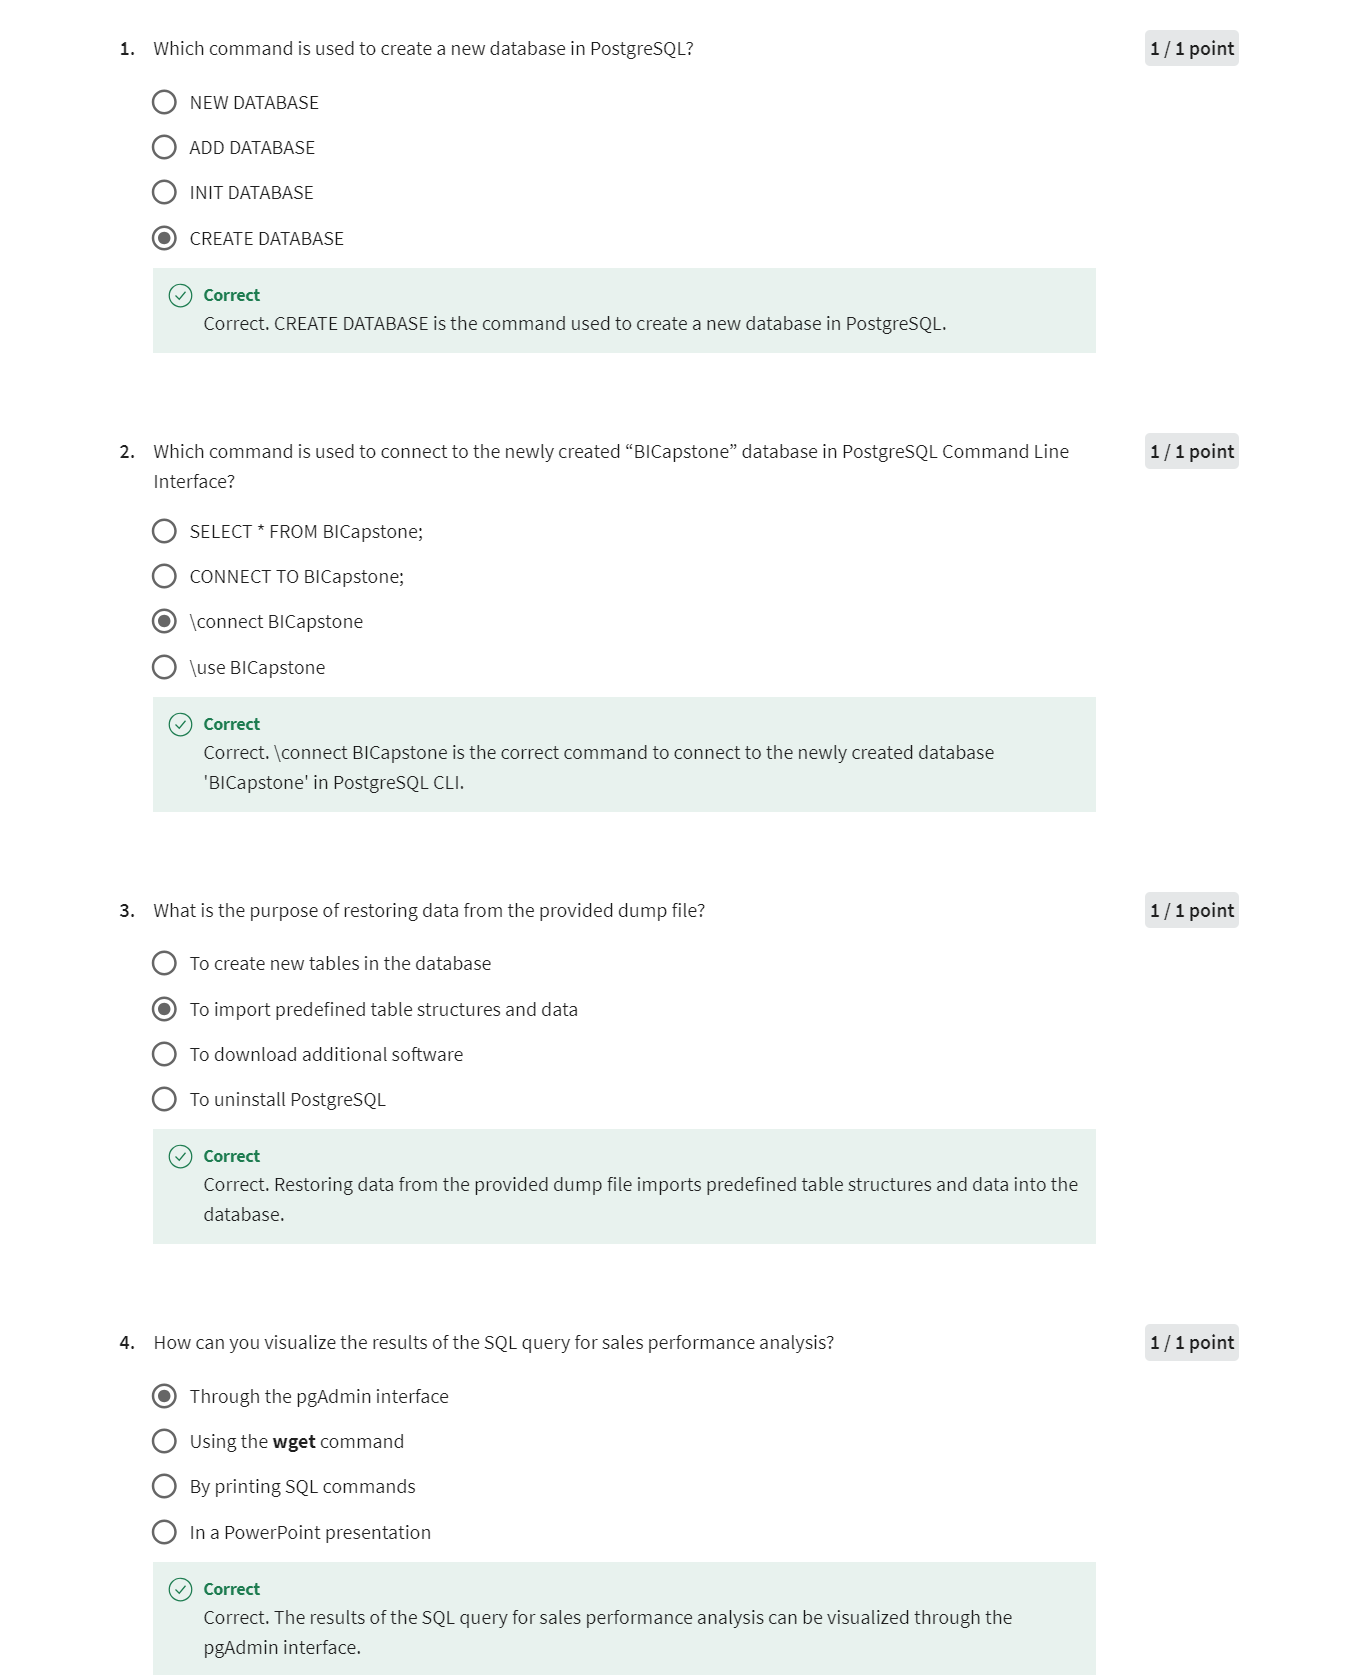 1. Which command is used to create a new database in PostgreSQL? 1 / 1 point
NEW DATABASE
ADD DATABASE
INIT DATABASE
CREATE DATABASE
Correct
Correct. CREATE DATABASE is the command used to create a new database in PostgreSQL.
2. Which command is used to connect to the newly created “BICapstone” database in PostgreSQL Command Line 1 / 1 point
Interface?
SELECT * FROM BICapstone;
CONNECT TO BICapstone;
\connect BICapstone
\use BICapstone
Correct
Correct. \connect BICapstone is the correct command to connect to the newly created database
'BICapstone' in PostgreSQL CLI.
3. What is the purpose of restoring data from the provided dump file? 1 / 1 point
To create new tables in the database
To import predefined table structures and data
To download additional software
To uninstall PostgreSQL
Correct
Correct. Restoring data from the provided dump file imports predefined table structures and data into the
database.
4. How can you visualize the results of the SQL query for sales performance analysis? 1 / 1 point
Through the pgAdmin interface
Using the wget command
By printing SQL commands
In a PowerPoint presentation
Correct
Correct. The results of the SQL query for sales performance analysis can be visualized through the
pgAdmin interface.